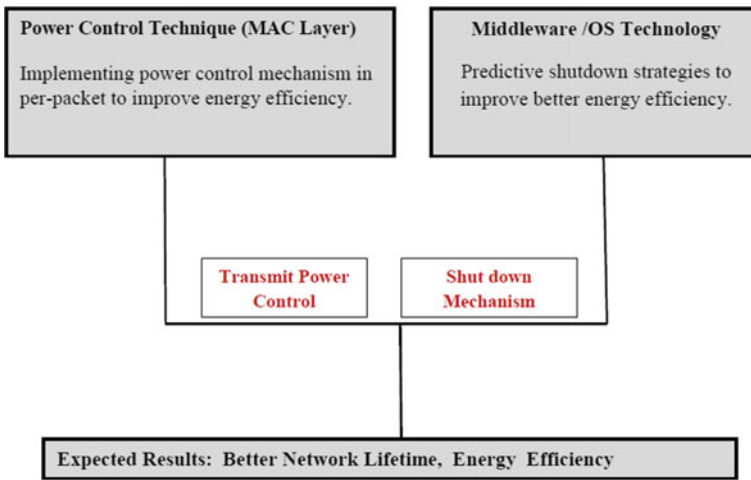 Power Control Technique (MAC Layer)
Implementing power control mechanism in
per-packet to improve energy efficiency.
Middleware /OS Technology
Predictive shutdown strategies to
improve better energy efficiency.
Transmit Power
Control
Shut down
Mechanism
Expected Results: Better Network Lifetime, Energy Efficiency